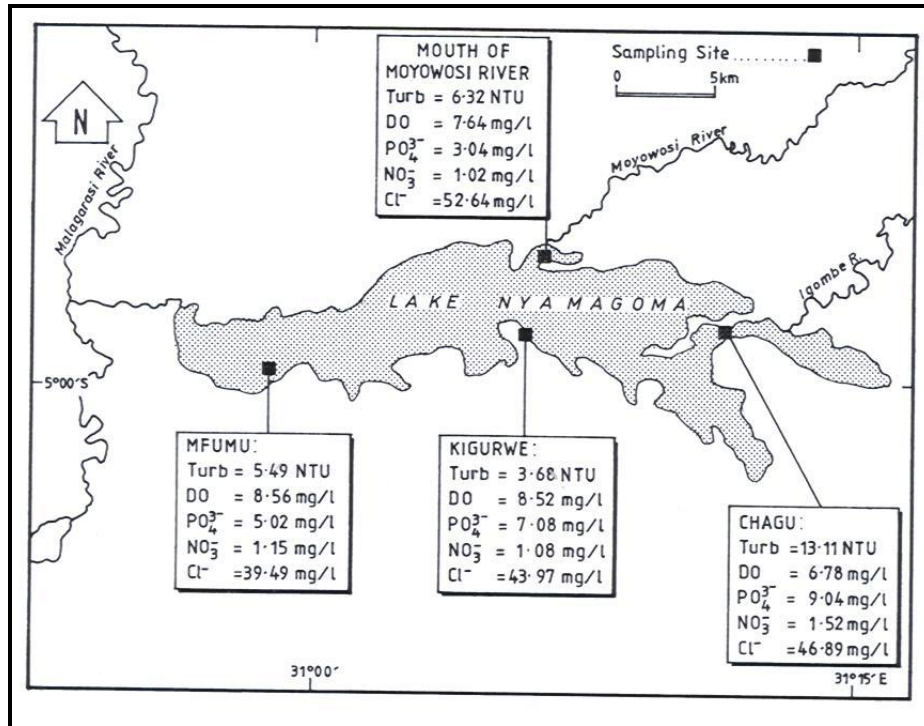 MOUTH OF
MOYOWOSI RIVER
Turb = 6·32 NTU
DO = 7·64 mg/l
PO₄³⁻ = 3·04 mg/l
NO₃⁻ = 1·02 mg/l
Cl⁻ = 52·64 mg/l
Sampling Site ........ ■
0 5km
N
Malagarasi River
Moyowosi River
Igombe R.
LAKE NYAMAGOMA
5°00'S
MFUMU:
Turb = 5·49 NTU
DO = 8·56 mg/l
PO₄³⁻ = 5·02 mg/l
NO₃⁻ = 1·15 mg/l
Cl⁻ = 39·49 mg/l
KIGURWE:
Turb = 3·68 NTU
DO = 8·52 mg/l
PO₄³⁻ = 7·08 mg/l
NO₃⁻ = 1·08 mg/l
Cl⁻ = 43·97 mg/l
CHAGU:
Turb = 13·11 NTU
DO = 6·78 mg/l
PO₄³⁻ = 9·04 mg/l
NO₃⁻ = 1·52 mg/l
Cl⁻ = 46·89 mg/l
31°00'
31°15' E